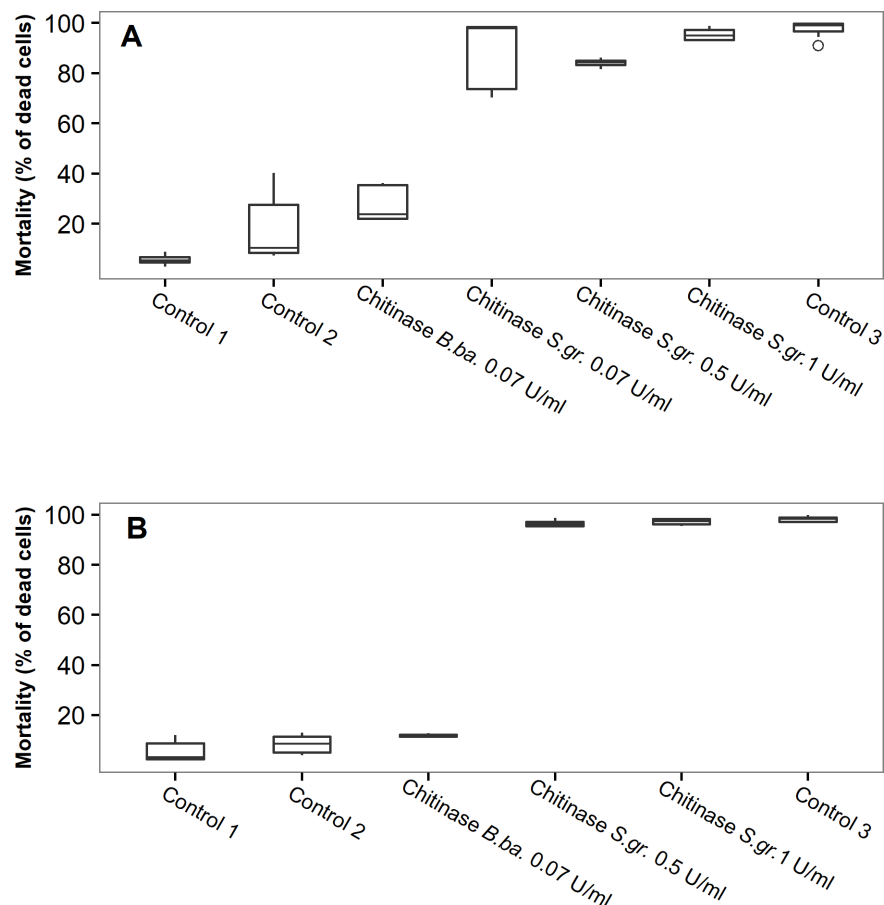 A
Mortality (% of dead cells)
100
80
60
40
20
Control 1
Control 2
Chitinase B.ba. 0.07 U/ml
Chitinase S.gr. 0.07 U/ml
Chitinase S.gr. 0.5 U/ml
Chitinase S.gr.1 U/ml
Control 3
B
Mortality (% of dead cells)
100
80
60
40
20
Control 1
Control 2
Chitinase B.ba. 0.07 U/ml
Chitinase S.gr. 0.5 U/ml
Chitinase S.gr.1 U/ml
Control 3